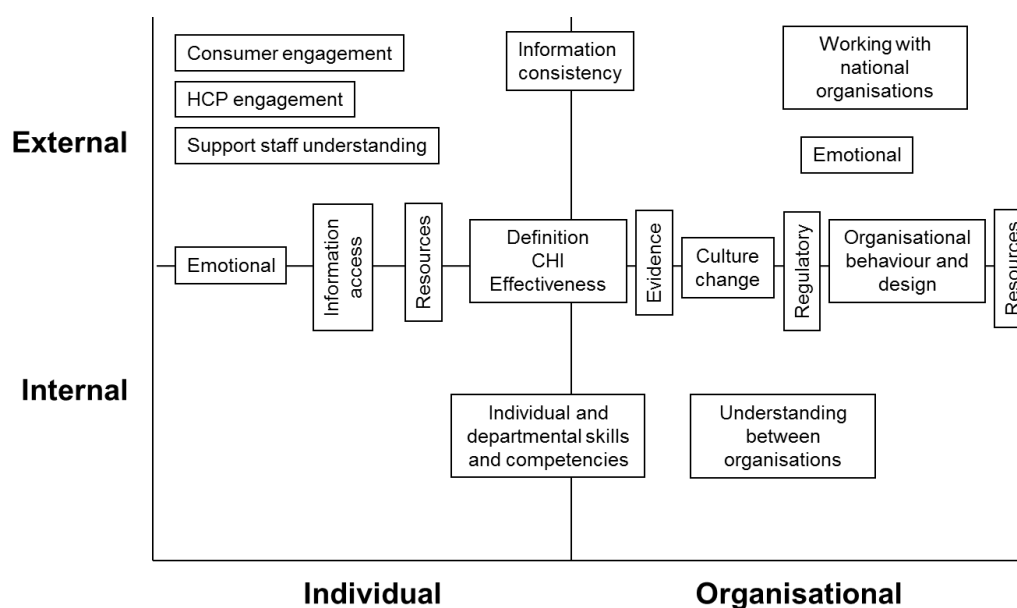 Consumer engagement
HCP engagement
Support staff understanding
Information
consistency
Working with
national
organisations
Emotional
External
Emotional
Information
access
Resources
Definition
CHI
Effectiveness
Evidence
Culture
change
Regulatory
Organisational
behaviour and
design
Resources
Internal
Individual and
departmental skills
and competencies
Understanding
between
organisations
Individual
Organisational